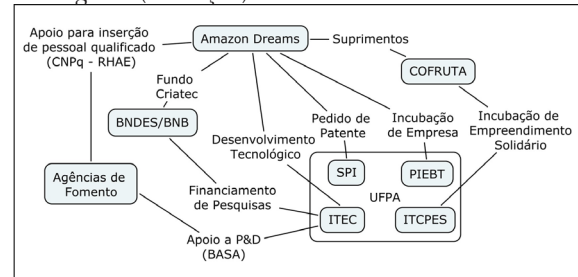 Apoio para inserção
de pessoal qualificado
(CNPq - RHAE)
Amazon Dreams
Suprimentos
COFRUTA
Fundo
Criatec
BNDES/BNB
Pedido de
Patente
Incubação
de Empresa
Incubação de
Empreendimento
Solidário
Desenvolvimento
Tecnológico
Agências de
Fomento
SPI
PIEBT
UFPA
Financiamento
de Pesquisas
ITEC
ITCPES
Apoio a P&D
(BASA)